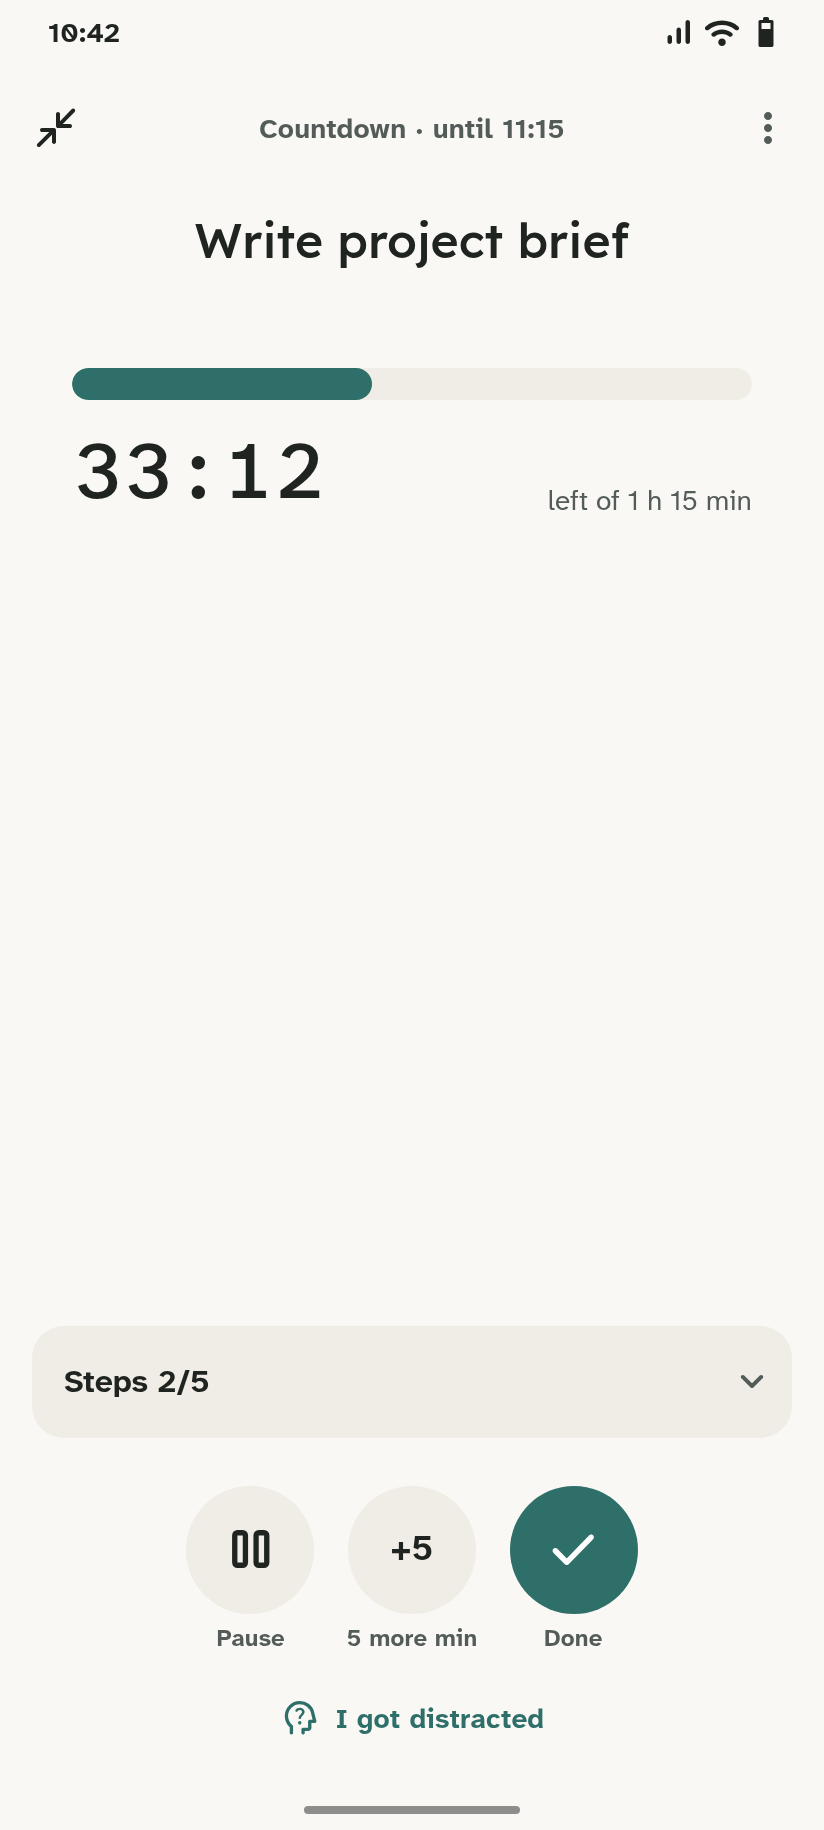 10:42
Countdown · until 11:15
Write project brief
33:12
left of 1 h 15 min
Steps 2/5
+5
Pause
5 more min
Done
I got distracted